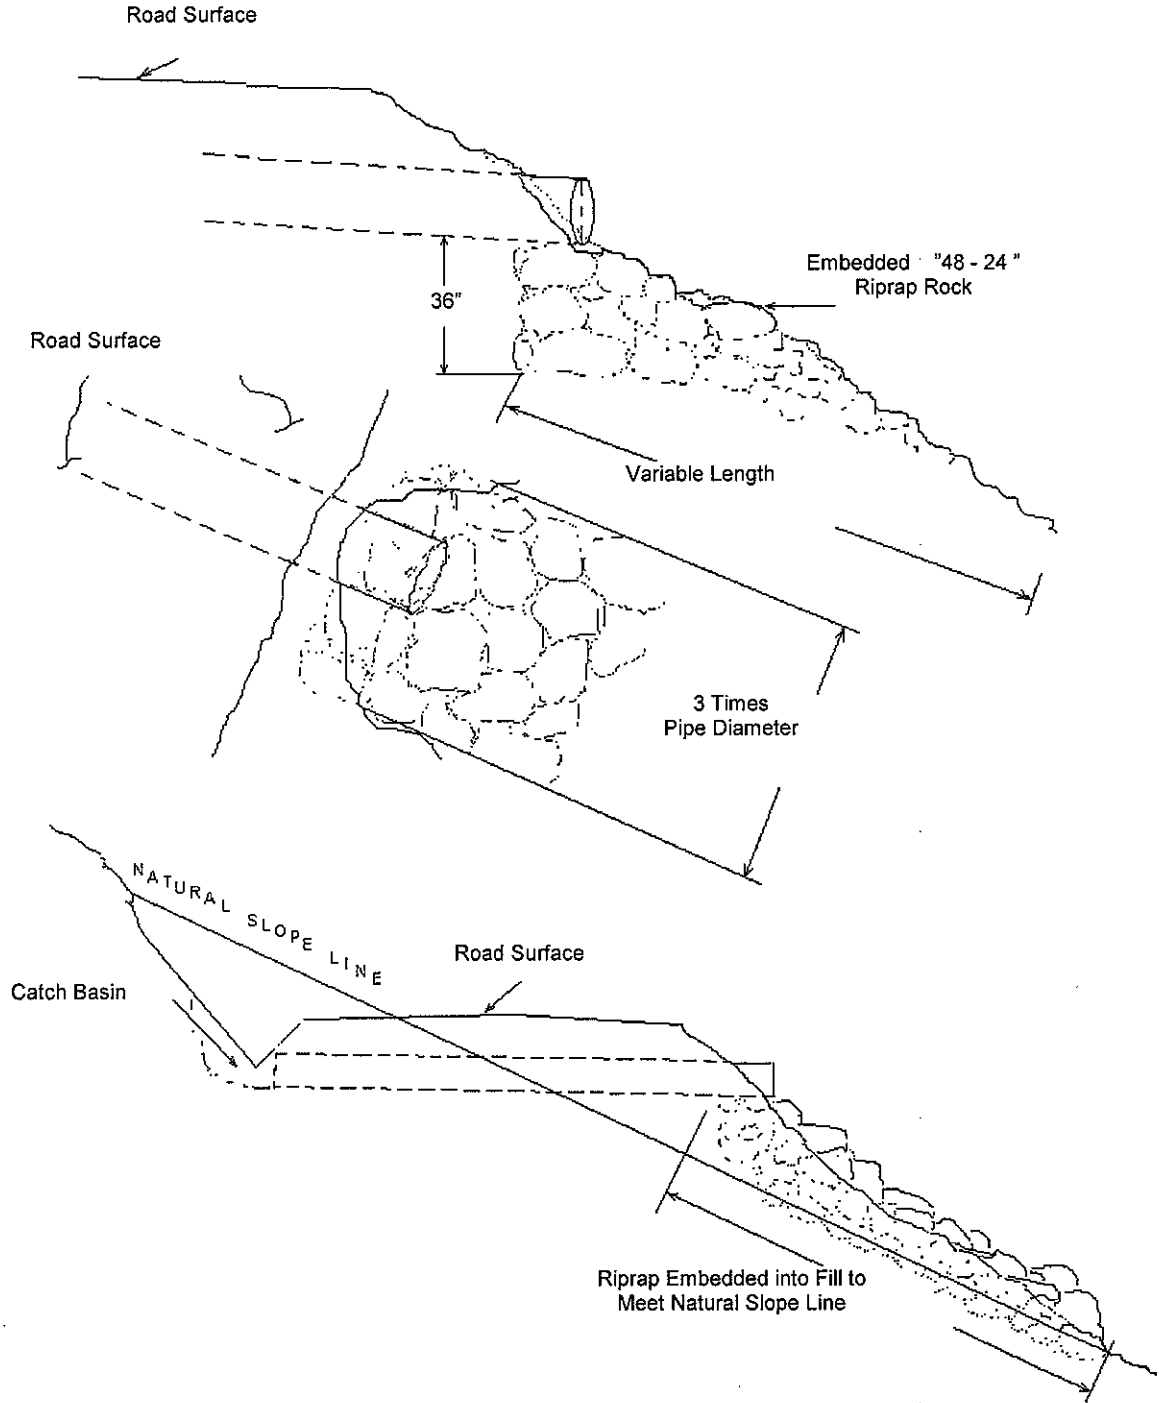 Road Surface
Embedded "48 - 24 "
Riprap Rock
36"
Road Surface
Variable Length
3 Times
Pipe Diameter
NATURAL SLOPE LINE
Road Surface
Catch Basin
Riprap Embedded into Fill to
Meet Natural Slope Line